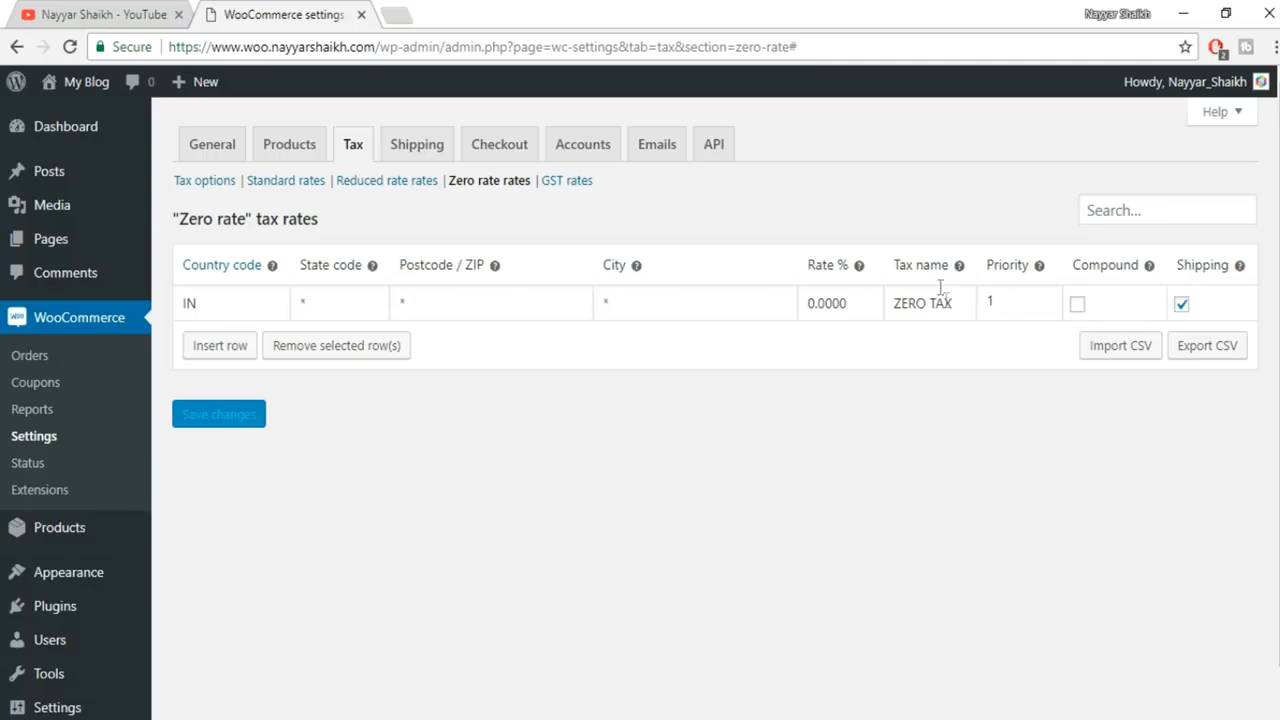 Nayyar Shaikh - YouTube
WooCommerce settings
Nayyar Shaikh
Secure
https://www.woo.nayyarshaikh.com/wp-admin/admin.php?page=wc-settings&tab=tax&section=zero-rate#
2
My Blog 0 New
Howdy, Nayyar_Shaikh
Help
Dashboard
Posts
Media
Pages
Comments
WooCommerce
Orders
Coupons
Reports
Settings
Status
Extensions
Products
Appearance
Plugins
Users
Tools
Settings
General Products Tax Shipping Checkout Accounts Emails API
Tax options | Standard rates | Reduced rate rates | Zero rate rates | GST rates
"Zero rate" tax rates
Search...
Country code State code Postcode / ZIP City Rate % Tax name Priority Compound Shipping
IN * * * 0.0000 ZERO TAX 1
Insert row Remove selected row(s) Import CSV Export CSV
Save changes